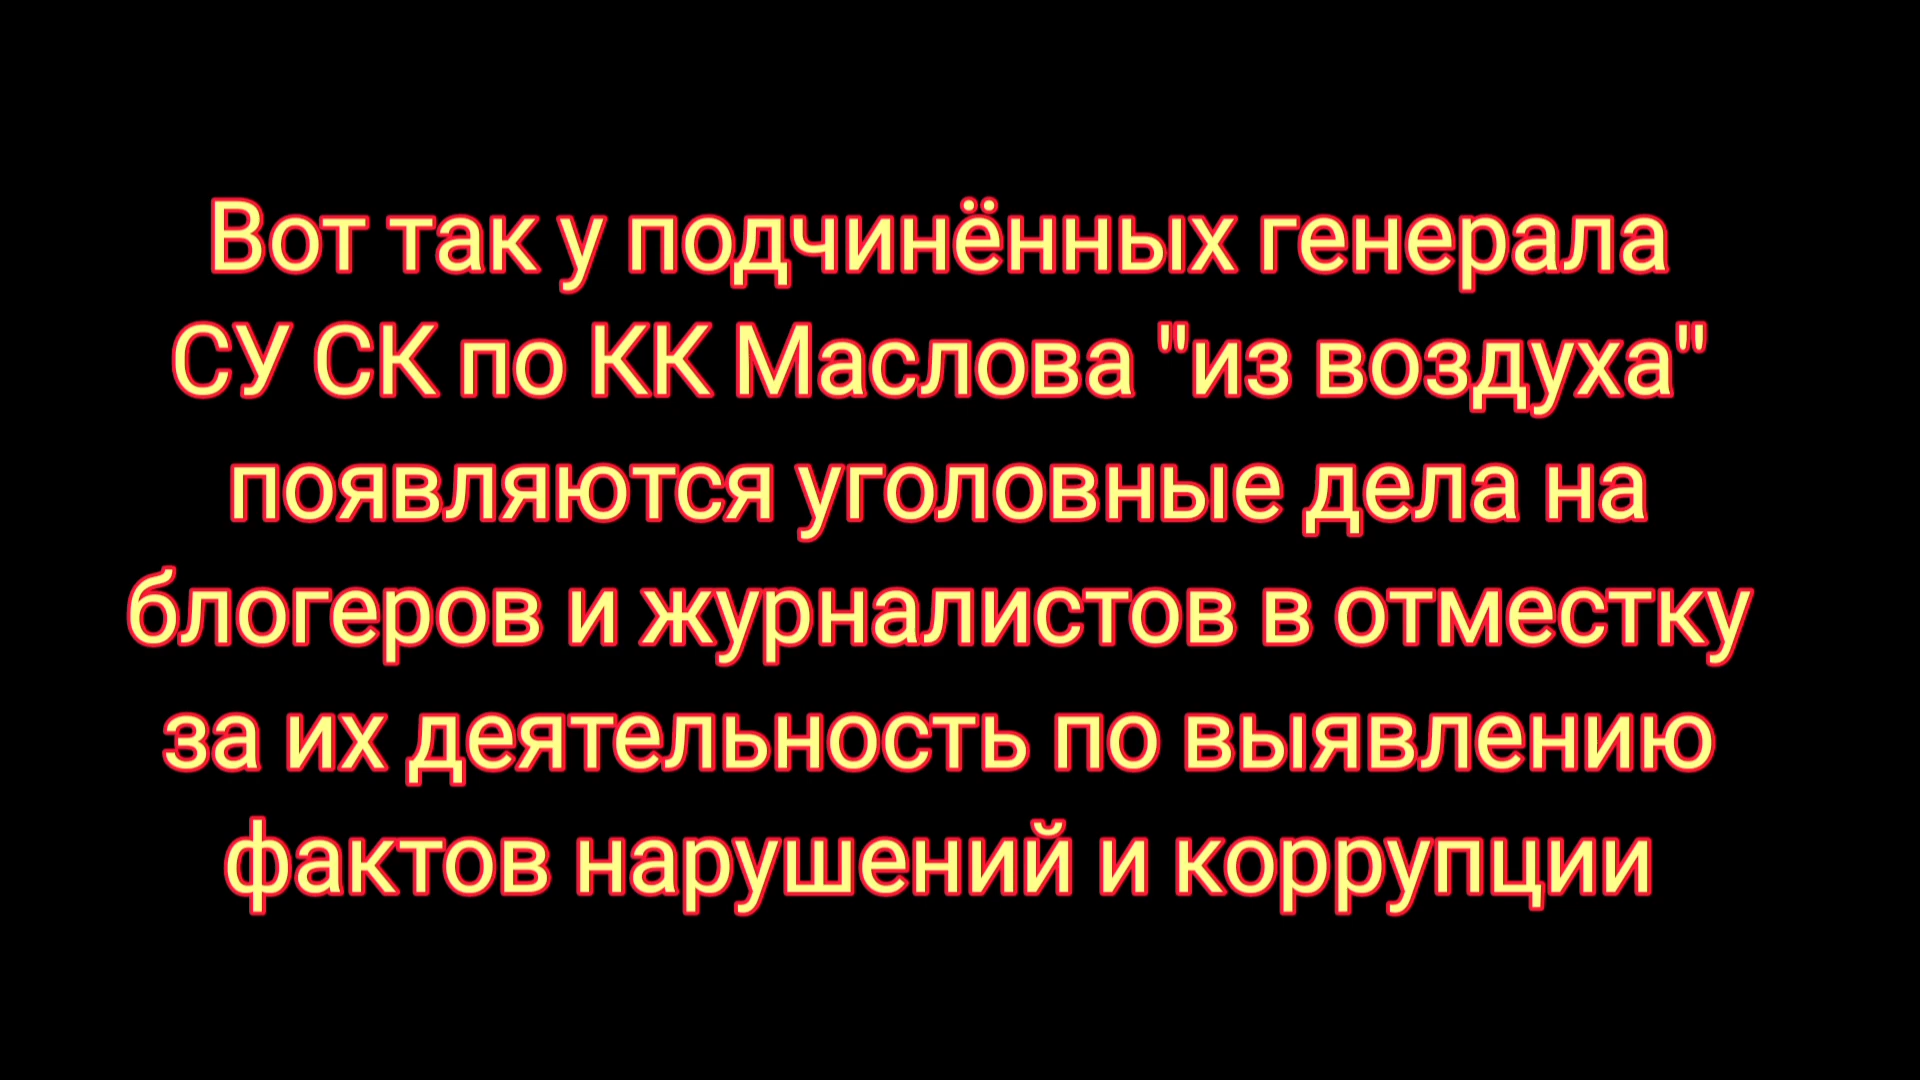 Вот так у подчинённых генерала
СУ СК по КК Маслова "из воздуха"
появляются уголовные дела на
блогеров и журналистов в отместку
за их деятельность по выявлению
фактов нарушений и коррупции